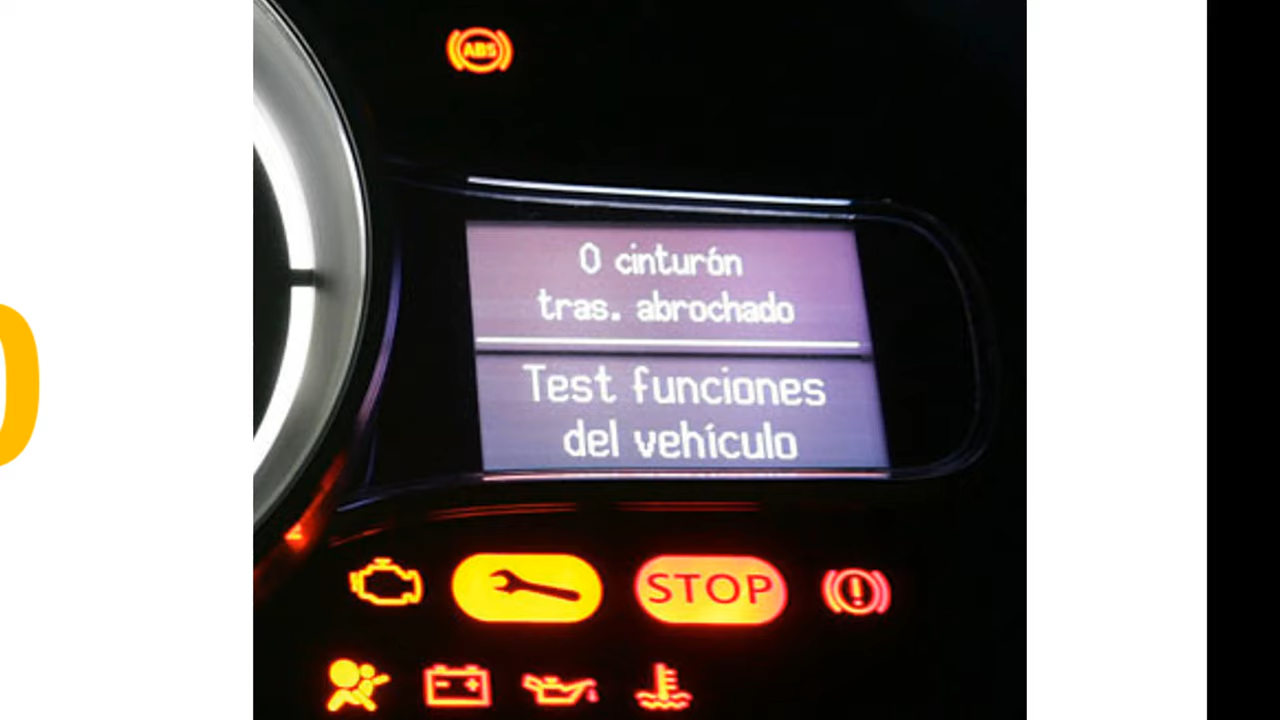 ABS
0 cinturón
tras. abrochado
Test funciones
del vehículo
STOP